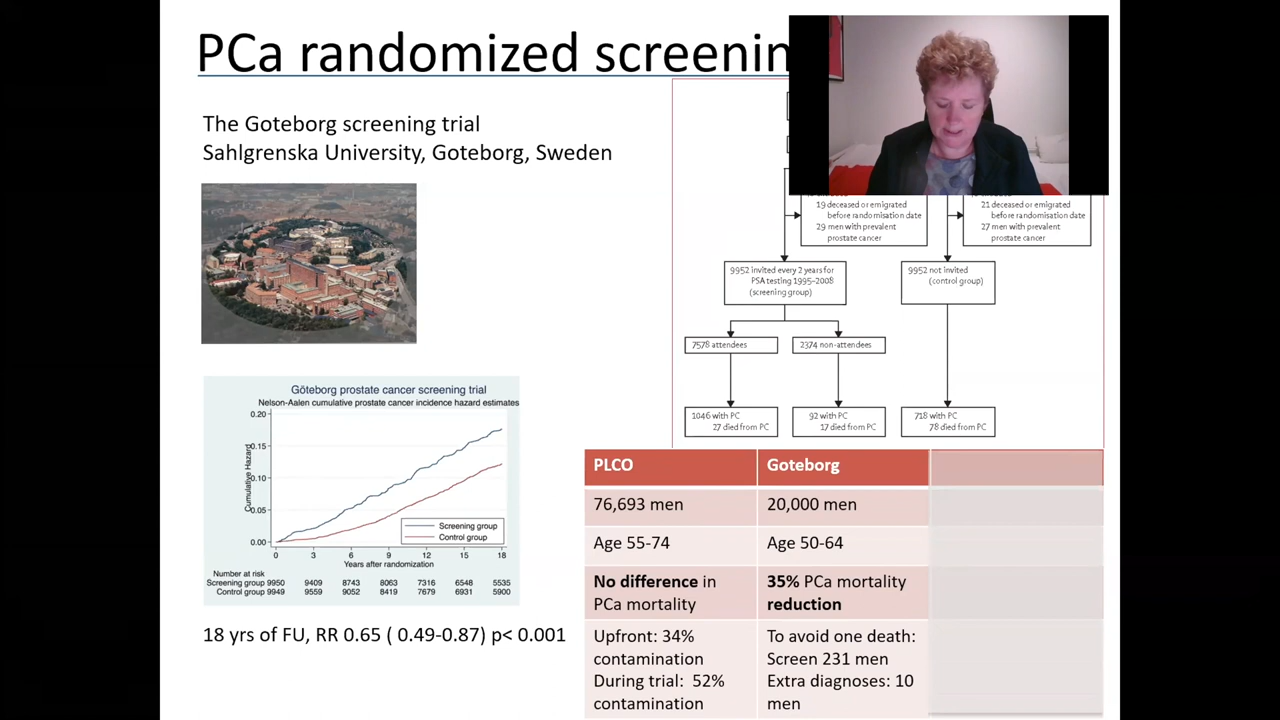 PCa randomized screenin
The Goteborg screening trial
Sahlgrenska University, Goteborg, Sweden
19 deceased or emigrated
before randomisation date
29 men with prevalent
prostate cancer
21 deceased or emigrated
before randomisation date
27 men with prevalent
prostate cancer
9952 invited every 2 years for
PSA testing 1995–2008
(screening group)
9952 not invited
(control group)
7578 attendees
2374 non-attendees
1046 with PC
27 died from PC
92 with PC
17 died from PC
718 with PC
78 died from PC
Göteborg prostate cancer screening trial
Nelson-Aalen cumulative prostate cancer incidence hazard estimates
Cumulative Hazard
0.20
0.15
0.10
0.05
0.00
Screening group
Control group
0 3 6 9 12 15 18
Years after randomization
Number at risk
Screening group 9950 9409 8743 8063 7316 6548 5535
Control group 9949 9559 9052 8419 7679 6931 5900
18 yrs of FU, RR 0.65 ( 0.49-0.87) p< 0.001
PLCO
Goteborg
76,693 men
20,000 men
Age 55-74
Age 50-64
No difference in
PCa mortality
35% PCa mortality
reduction
Upfront: 34%
contamination
During trial: 52%
contamination
To avoid one death:
Screen 231 men
Extra diagnoses: 10
men